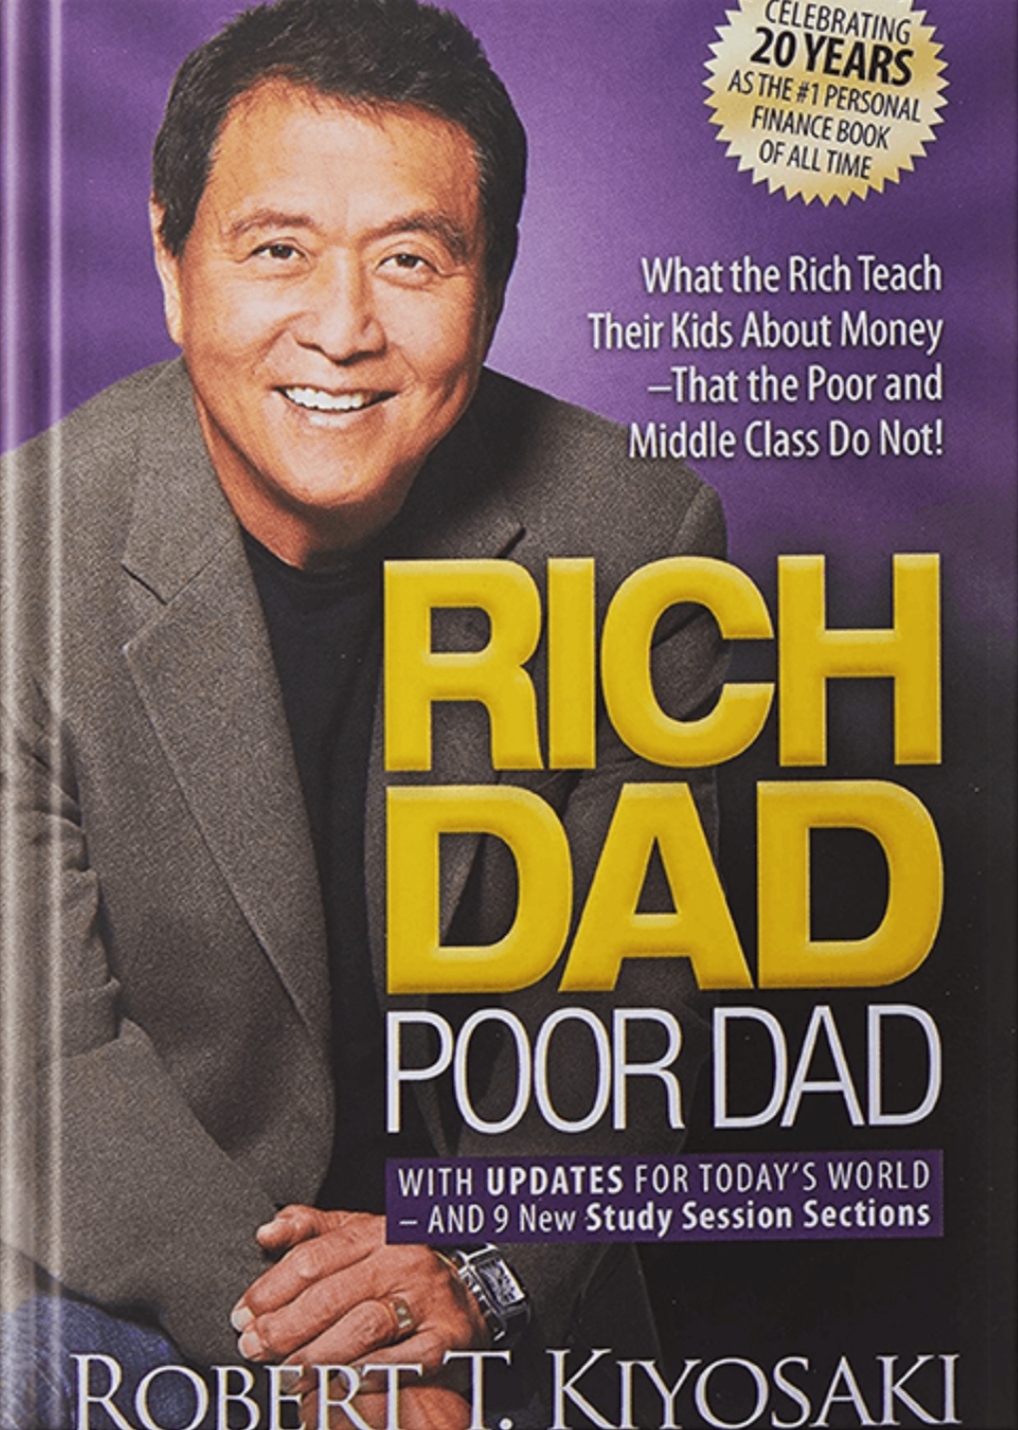 CELEBRATING
20 YEARS
AS THE #1 PERSONAL
FINANCE BOOK
OF ALL TIME
What the Rich Teach
Their Kids About Money
–That the Poor and
Middle Class Do Not!
RICH
DAD
POOR DAD
WITH UPDATES FOR TODAY'S WORLD
– AND 9 New Study Session Sections
ROBERT T. KIYOSAKI